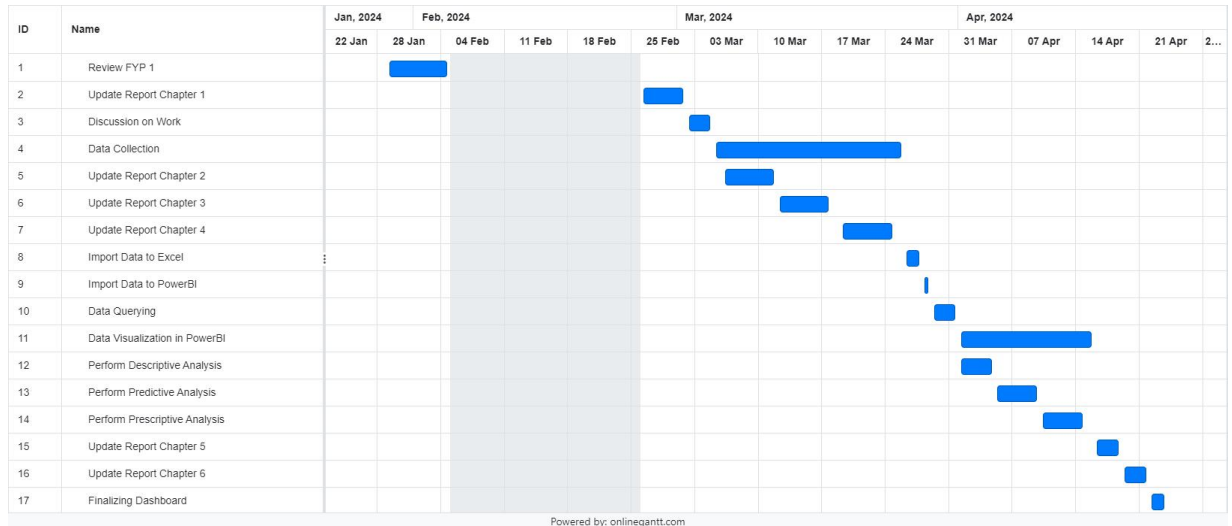 ID Name Jan, 2024 Feb, 2024 Mar, 2024 Apr, 2024
22 Jan 28 Jan 04 Feb 11 Feb 18 Feb 25 Feb 03 Mar 10 Mar 17 Mar 24 Mar 31 Mar 07 Apr 14 Apr 21 Apr 2...
1 Review FYP 1
2 Update Report Chapter 1
3 Discussion on Work
4 Data Collection
5 Update Report Chapter 2
6 Update Report Chapter 3
7 Update Report Chapter 4
8 Import Data to Excel
9 Import Data to PowerBI
10 Data Querying
11 Data Visualization in PowerBI
12 Perform Descriptive Analysis
13 Perform Predictive Analysis
14 Perform Prescriptive Analysis
15 Update Report Chapter 5
16 Update Report Chapter 6
17 Finalizing Dashboard
Powered by: onlinegantt.com